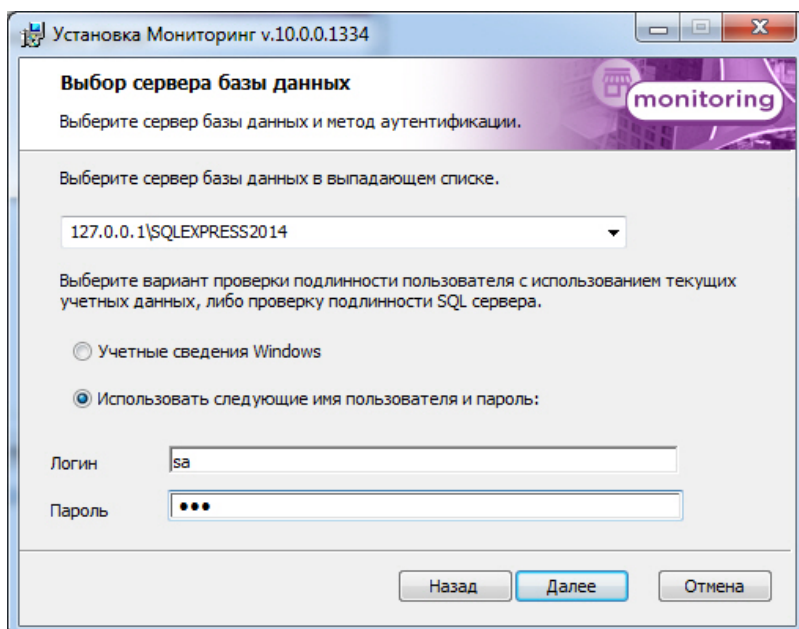 Установка Мониторинг v.10.0.0.1334
Выбор сервера базы данных
Выберите сервер базы данных и метод аутентификации.
monitoring
Выберите сервер базы данных в выпадающем списке.
127.0.0.1\SQLEXPRESS2014
Выберите вариант проверки подлинности пользователя с использованием текущих
учетных данных, либо проверку подлинности SQL сервера.
Учетные сведения Windows
Использовать следующие имя пользователя и пароль:
Логин
sa
Пароль
•••
Назад
Далее
Отмена